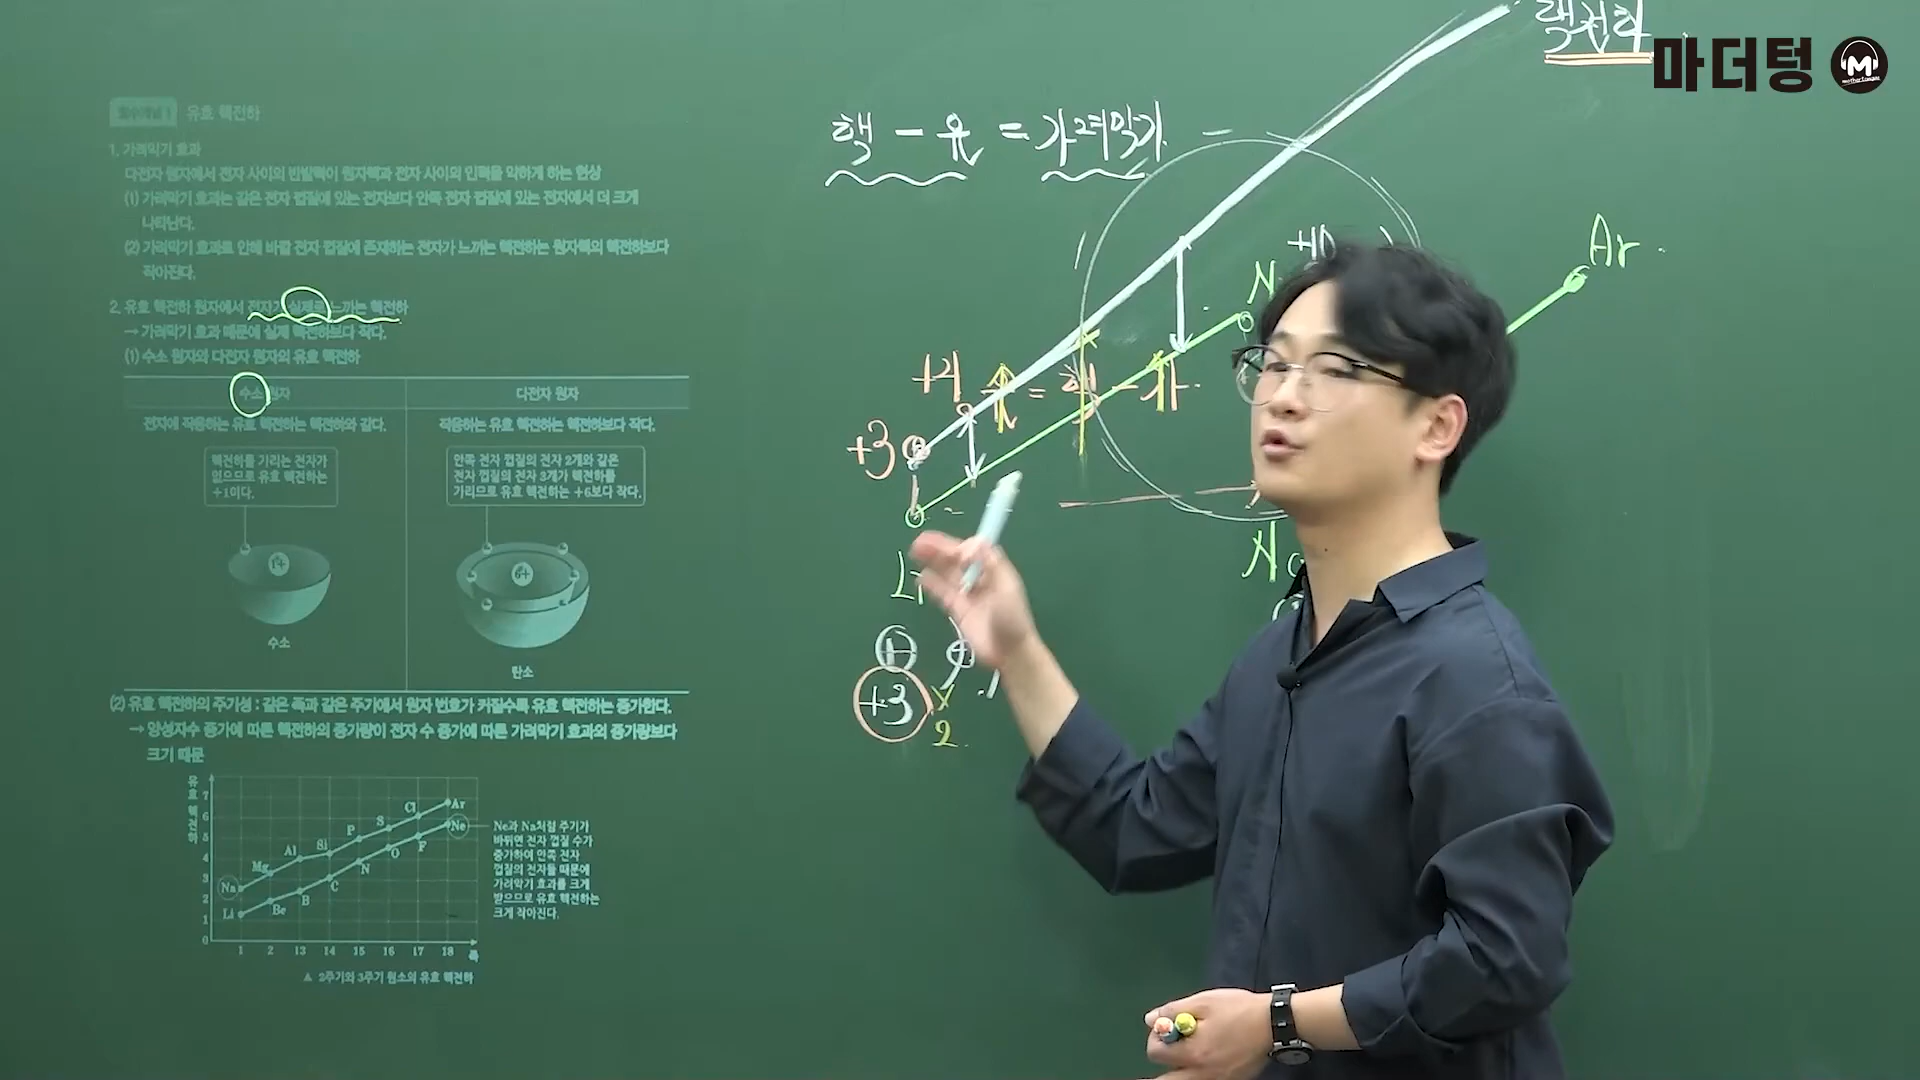 마더텅
핵전하
핵 - 유 = 가려막기
유효 핵전하
1. 가려막기 효과
다전자 원자에서 전자 사이의 반발력이 원자핵과 전자 사이의 인력을 약하게 하는 현상
(1) 가려막기 효과는 같은 전자 껍질에 있는 전자보다 안쪽 전자 껍질에 있는 전자에서 더 크게
나타난다.
(2) 가려막기 효과로 인해 바깥 전자 껍질에 존재하는 전자가 느끼는 핵전하는 원자핵의 핵전하보다
작아진다.
2. 유효 핵전하 원자에서 전자가 실제로 느끼는 핵전하
→ 가려막기 효과 때문에 실제 핵전하보다 작다.
(1) 수소 원자와 다전자 원자의 유효 핵전하
수소 원자
다전자 원자
전자에 작용하는 유효 핵전하는 핵전하와 같다.
작용하는 유효 핵전하는 핵전하보다 작다.
핵전하를 가리는 전자가
없으므로 유효 핵전하는
+1이다.
안쪽 전자 껍질의 전자 2개와 같은
전자 껍질의 전자 3개가 핵전하를
가리므로 유효 핵전하는 +6보다 작다.
1+
6+
수소
탄소
(2) 유효 핵전하의 주기성 : 같은 족과 같은 주기에서 원자 번호가 커질수록 유효 핵전하는 증가한다.
→ 양성자수 증가에 따른 핵전하의 증가량이 전자 수 증가에 따른 가려막기 효과의 증가량보다
크기 때문
유효 핵전하
7
6
5
4
3
2
1
0
Na Mg Al Si P S Cl Ar
Li Be B C N O F Ne
1 2 13 14 15 16 17 18 족
Ne과 Na처럼 주기가
바뀌면 전자 껍질 수가
증가하여 안쪽 전자
껍질의 전자들 때문에
가려막기 효과를 크게
받으므로 유효 핵전하는
크게 작아진다.
▲ 2주기와 3주기 원소의 유효 핵전하
+10
Ar
+4
유 = 핵 - 가
+3
Li
+3
2